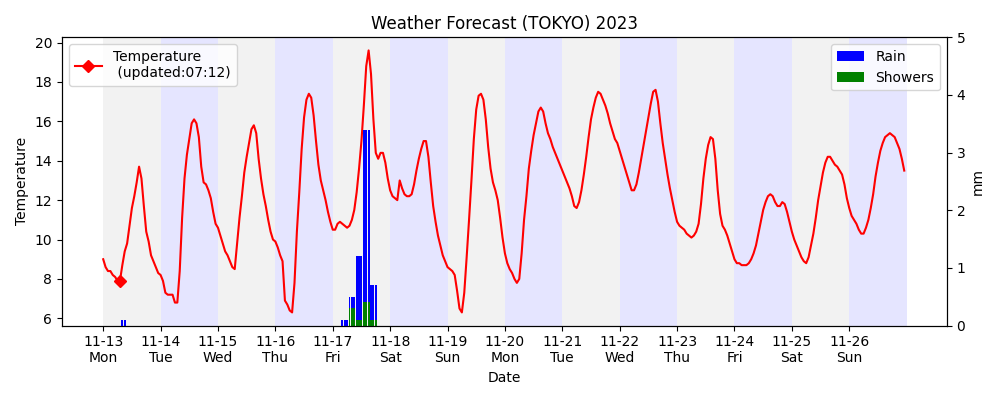 Weather Forecast (TOKYO) 2023
Temperature
(updated:07:12)
Rain
Showers
20
18
16
14
12
10
8
6
Temperature
5
4
3
2
1
0
mm
11-13 11-14 11-15 11-16 11-17 11-18 11-19 11-20 11-21 11-22 11-23 11-24 11-25 11-26
Mon Tue Wed Thu Fri Sat Sun Mon Tue Wed Thu Fri Sat Sun
Date